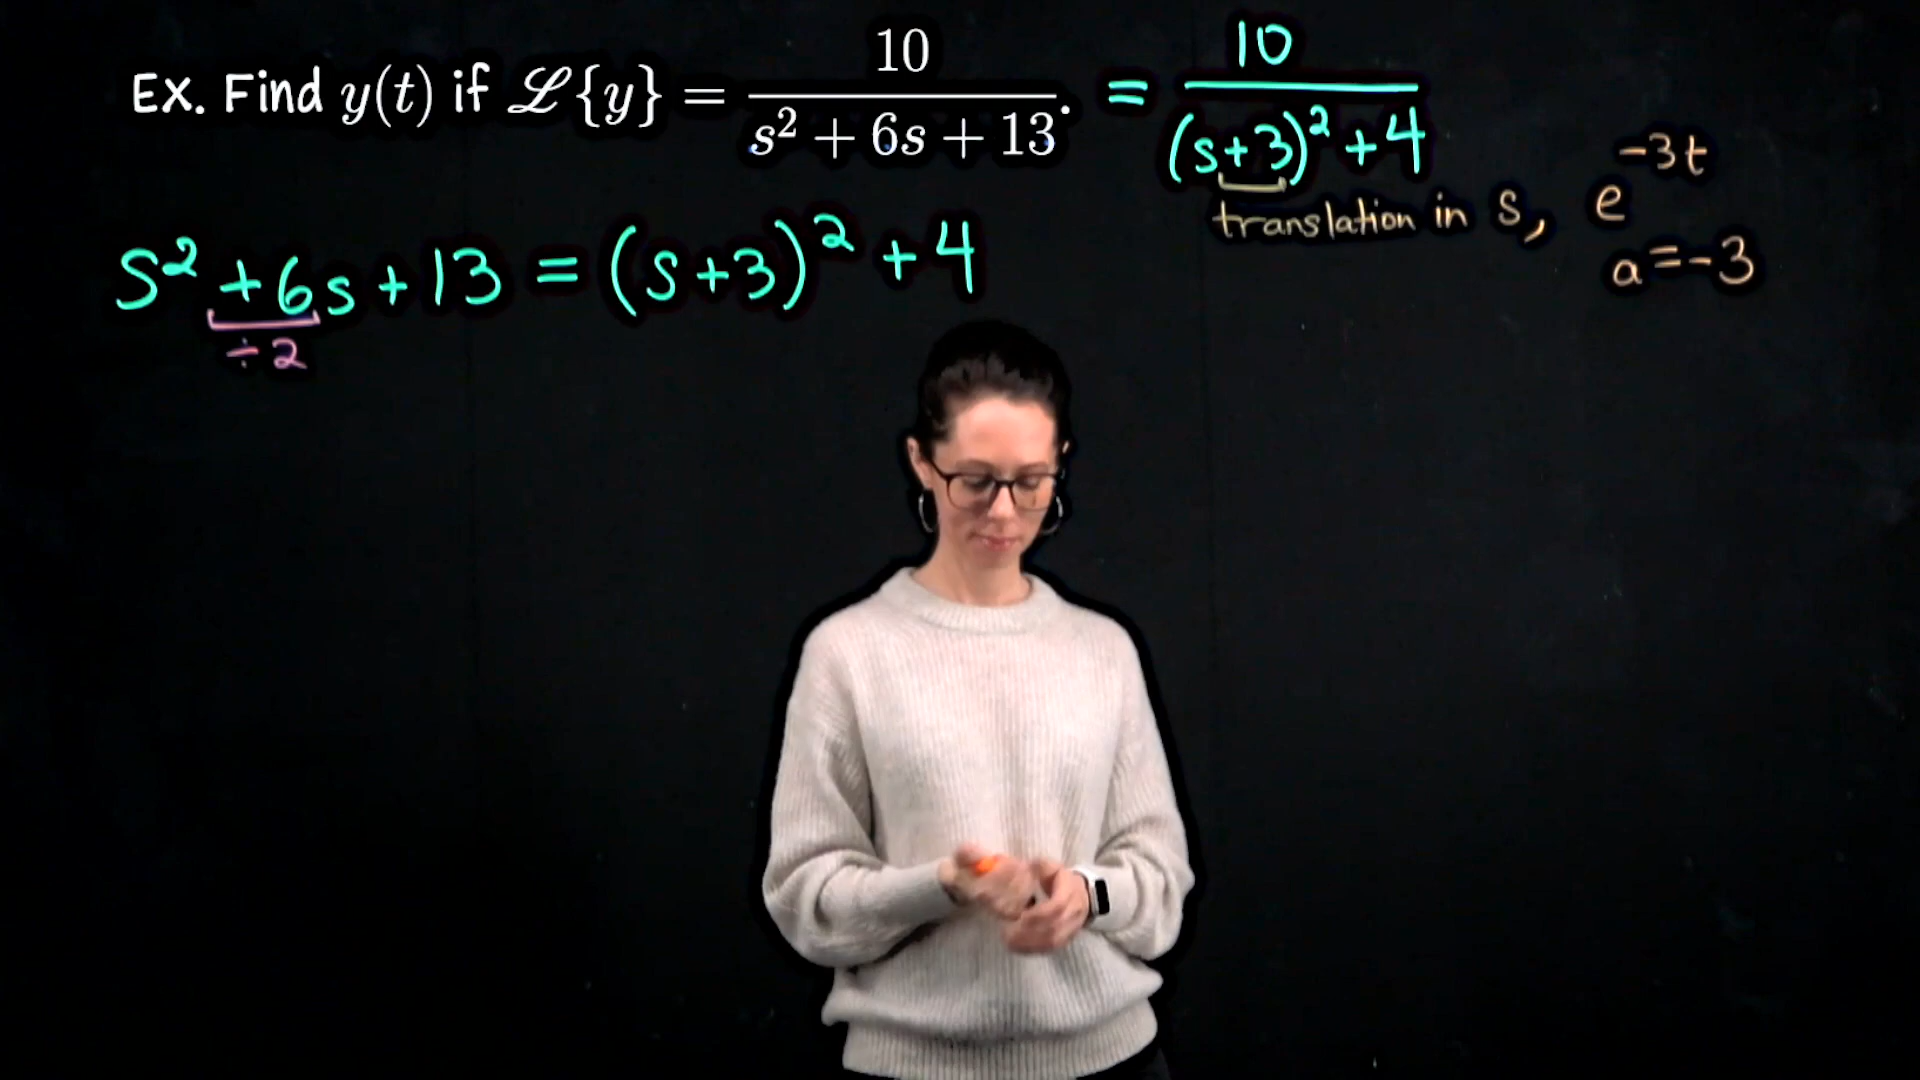 Ex. Find y(t) if ℒ{y} = 10 / (s² + 6s + 13). = 10 / ((s+3)² + 4)
translation in s, e^(-3t)
a = -3
s² + 6s + 13 = (s+3)² + 4
÷ 2